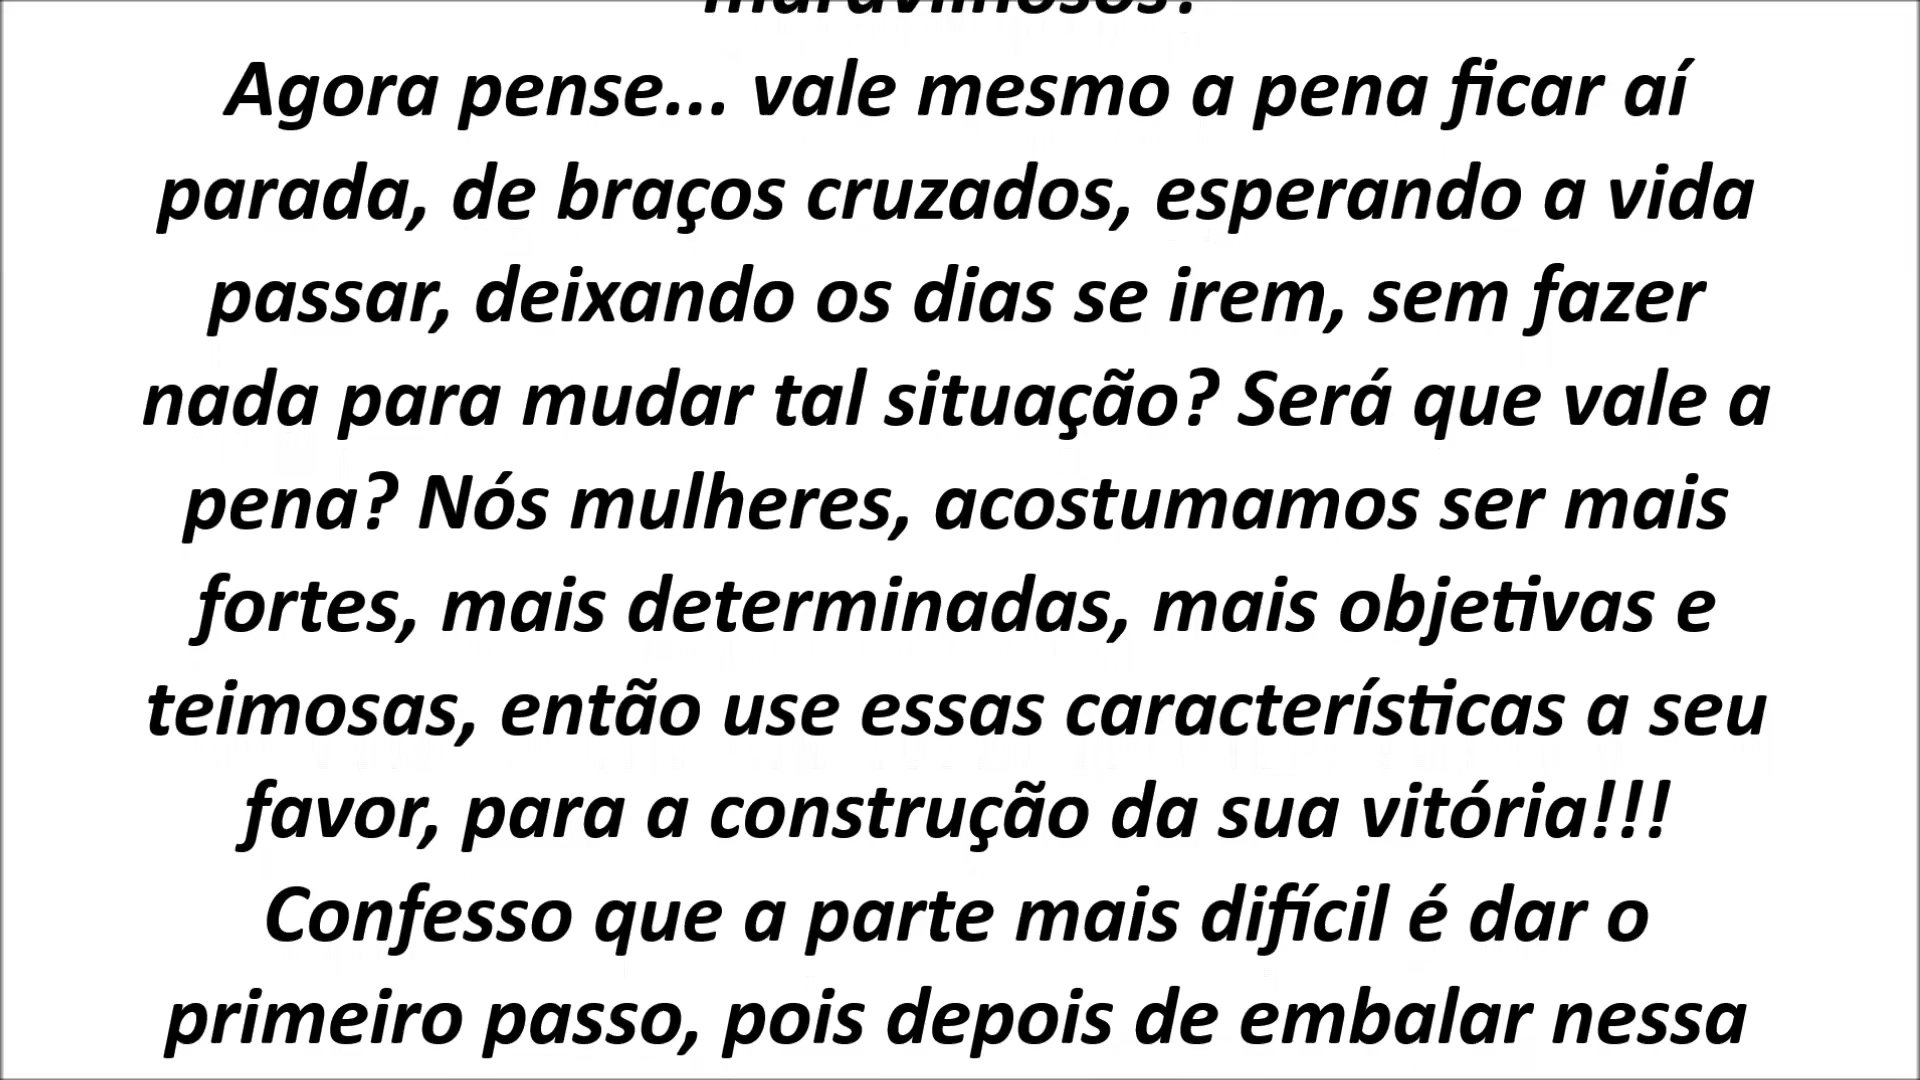 maravilhosos?
Agora pense... vale mesmo a pena ficar aí
parada, de braços cruzados, esperando a vida
passar, deixando os dias se irem, sem fazer
nada para mudar tal situação? Será que vale a
pena? Nós mulheres, acostumamos ser mais
fortes, mais determinadas, mais objetivas e
teimosas, então use essas características a seu
favor, para a construção da sua vitória!!!
Confesso que a parte mais difícil é dar o
primeiro passo, pois depois de embalar nessa